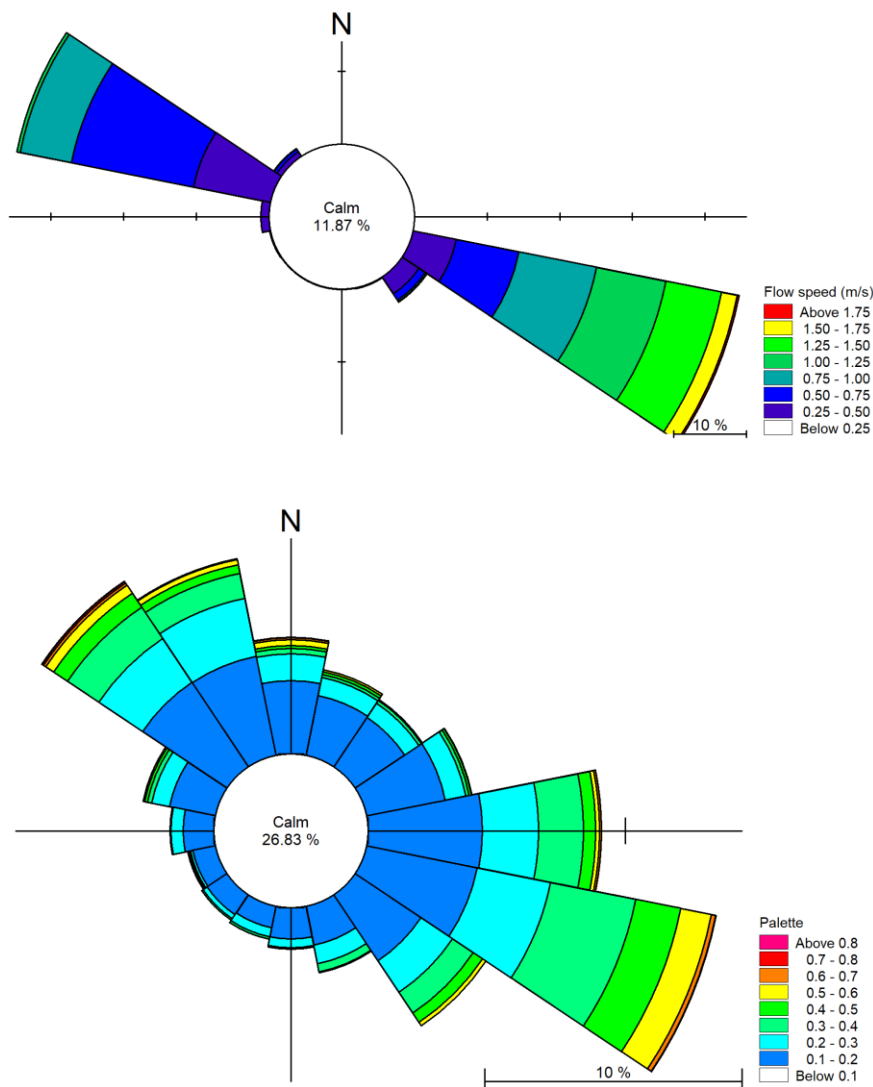 N
Calm
11.87 %
10 %
Flow speed (m/s)
Above 1.75
1.50 - 1.75
1.25 - 1.50
1.00 - 1.25
0.75 - 1.00
0.50 - 0.75
0.25 - 0.50
Below 0.25
N
Calm
26.83 %
10 %
Palette
Above 0.8
0.7 - 0.8
0.6 - 0.7
0.5 - 0.6
0.4 - 0.5
0.3 - 0.4
0.2 - 0.3
0.1 - 0.2
Below 0.1